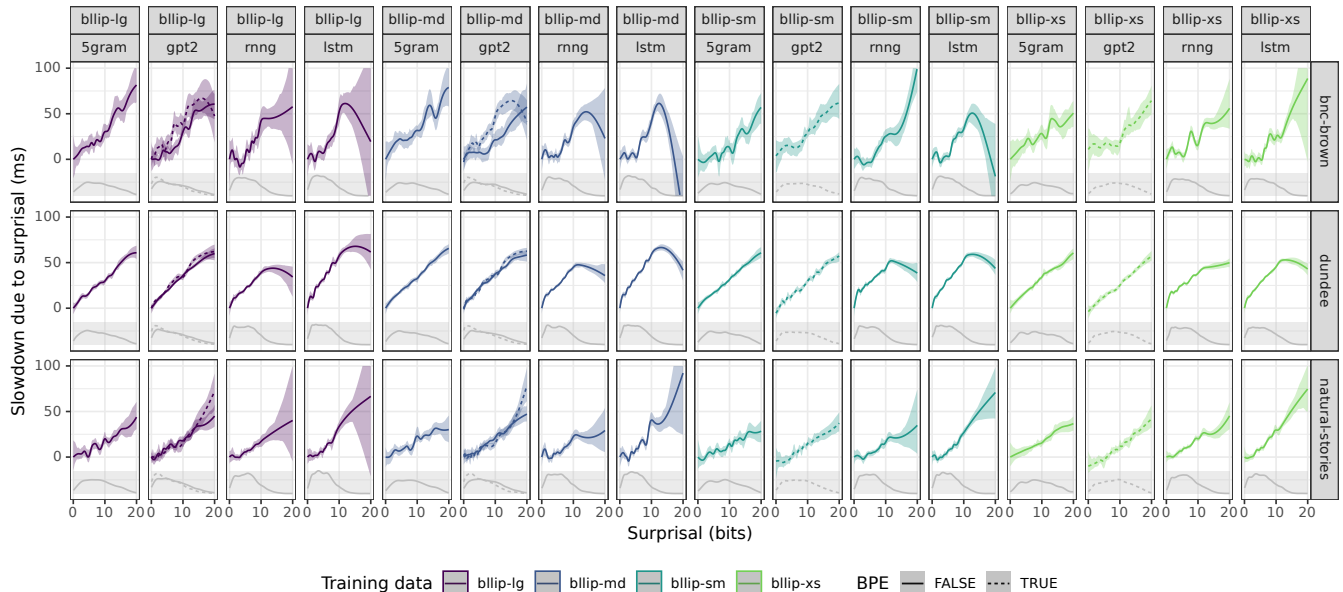 bllip-lg bllip-lg bllip-lg bllip-lg bllip-md bllip-md bllip-md bllip-md bllip-sm bllip-sm bllip-sm bllip-sm bllip-xs bllip-xs bllip-xs bllip-xs
5gram gpt2 rnng lstm 5gram gpt2 rnng lstm 5gram gpt2 rnng lstm 5gram gpt2 rnng lstm
Slowdown due to surprisal (ms)
100
50
0
bnc-brown
100
50
0
dundee
100
50
0
natural-stories
0 10 20 0 10 20 0 10 20 0 10 20 0 10 20 0 10 20 0 10 20 0 10 20 0 10 20 0 10 20 0 10 20 0 10 20 0 10 20 0 10 20 0 10 20 0 10 20
Surprisal (bits)
Training data bllip-lg bllip-md bllip-sm bllip-xs BPE FALSE TRUE